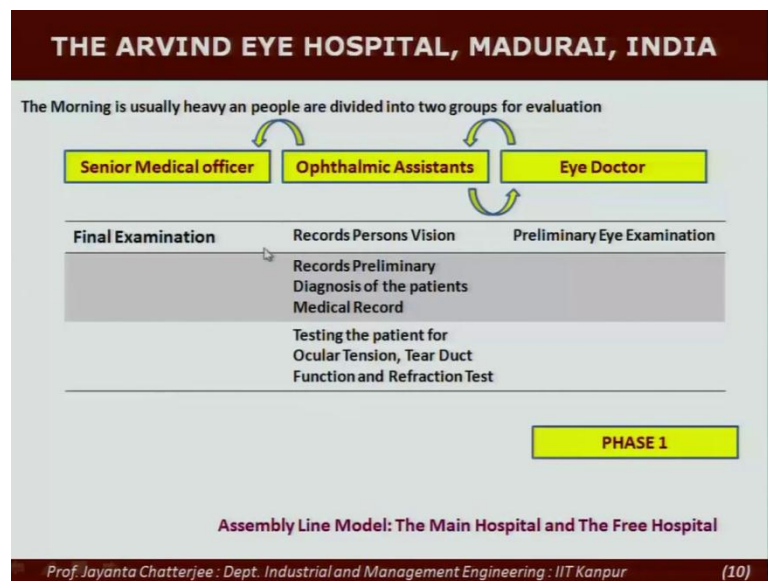 THE ARVIND EYE HOSPITAL, MADURAI, INDIA
The Morning is usually heavy an people are divided into two groups for evaluation
Senior Medical officer
Ophthalmic Assistants
Eye Doctor
Final Examination
Records Persons Vision
Preliminary Eye Examination
Records Preliminary
Diagnosis of the patients
Medical Record
Testing the patient for
Ocular Tension, Tear Duct
Function and Refraction Test
PHASE 1
Assembly Line Model: The Main Hospital and The Free Hospital
Prof. Jayanta Chatterjee : Dept. Industrial and Management Engineering : IIT Kanpur (10)